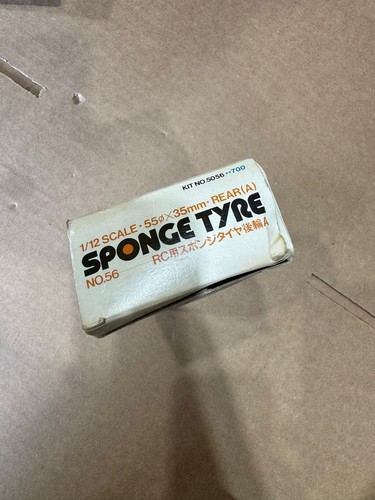 KIT NO.5056••700
1/12 SCALE • 55φ×35mm • REAR(A)
SPONGE TYRE
NO.56 RC用スポンジタイヤ後輪A